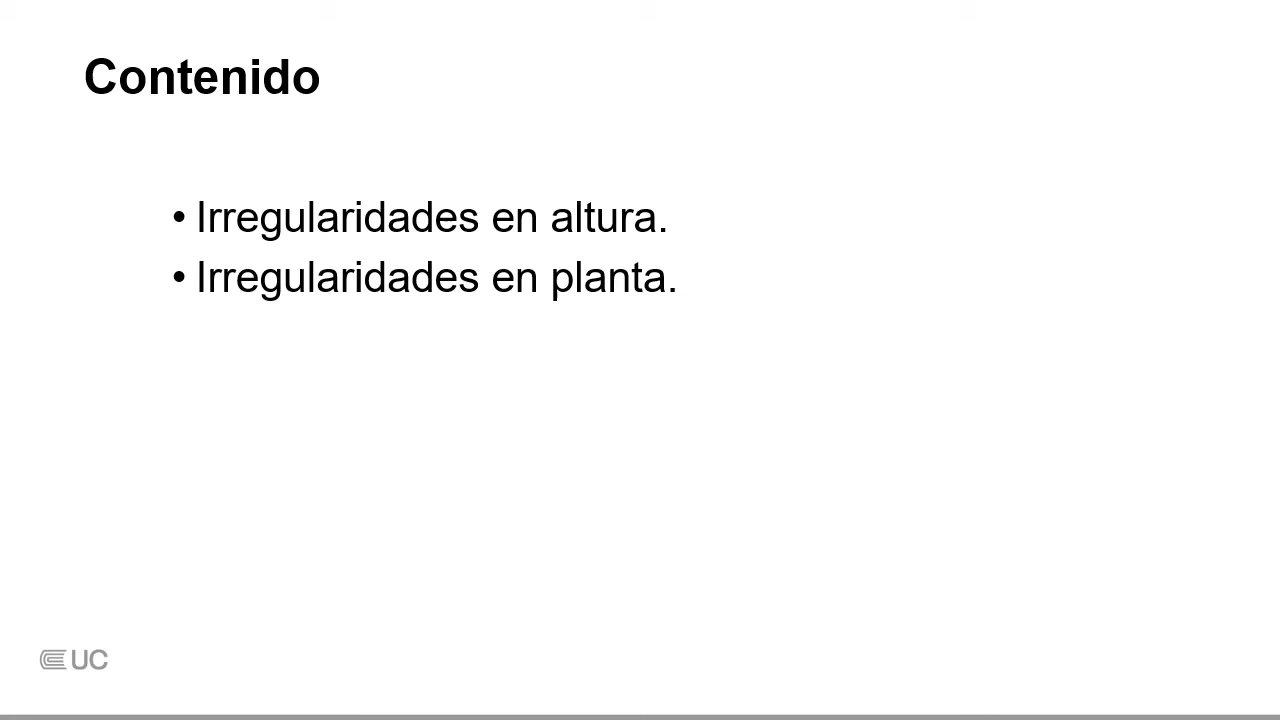 Contenido
• Irregularidades en altura.
• Irregularidades en planta.
UC